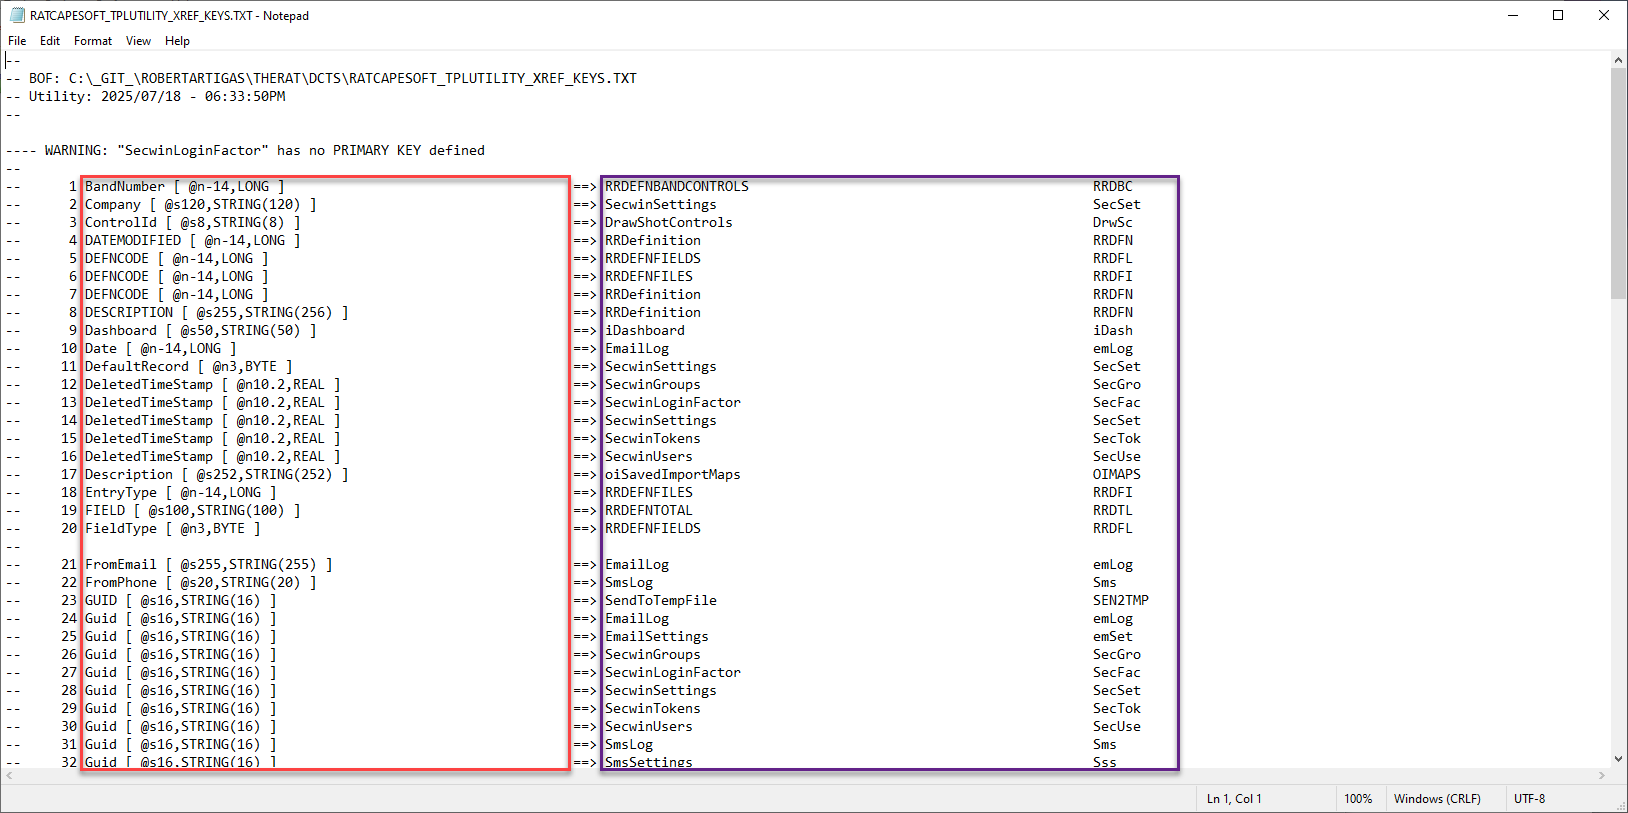 RATCAPESOFT_TPLUTILITY_XREF_KEYS.TXT - Notepad
File Edit Format View Help
--
-- BOF: C:\_GIT_\ROBERTARTIGAS\THERAT\DCTS\RATCAPESOFT_TPLUTILITY_XREF_KEYS.TXT
-- Utility: 2025/07/18 - 06:33:50PM
--
---- WARNING: "SecwinLoginFactor" has no PRIMARY KEY defined
--
-- 1 BandNumber [ @n-14,LONG ] ==> RRDEFNBANDCONTROLS RRDBC
-- 2 Company [ @s120,STRING(120) ] ==> SecwinSettings SecSet
-- 3 ControlId [ @s8,STRING(8) ] ==> DrawShotControls DrwSc
-- 4 DATEMODIFIED [ @n-14,LONG ] ==> RRDefinition RRDFN
-- 5 DEFNCODE [ @n-14,LONG ] ==> RRDEFNFIELDS RRDFL
-- 6 DEFNCODE [ @n-14,LONG ] ==> RRDEFNFILES RRDFI
-- 7 DEFNCODE [ @n-14,LONG ] ==> RRDefinition RRDFN
-- 8 DESCRIPTION [ @s255,STRING(256) ] ==> RRDefinition RRDFN
-- 9 Dashboard [ @s50,STRING(50) ] ==> iDashboard iDash
-- 10 Date [ @n-14,LONG ] ==> EmailLog emLog
-- 11 DefaultRecord [ @n3,BYTE ] ==> SecwinSettings SecSet
-- 12 DeletedTimeStamp [ @n10.2,REAL ] ==> SecwinGroups SecGro
-- 13 DeletedTimeStamp [ @n10.2,REAL ] ==> SecwinLoginFactor SecFac
-- 14 DeletedTimeStamp [ @n10.2,REAL ] ==> SecwinSettings SecSet
-- 15 DeletedTimeStamp [ @n10.2,REAL ] ==> SecwinTokens SecTok
-- 16 DeletedTimeStamp [ @n10.2,REAL ] ==> SecwinUsers SecUse
-- 17 Description [ @s252,STRING(252) ] ==> oiSavedImportMaps OIMAPS
-- 18 EntryType [ @n-14,LONG ] ==> RRDEFNFILES RRDFI
-- 19 FIELD [ @s100,STRING(100) ] ==> RRDEFNTOTAL RRDTL
-- 20 FieldType [ @n3,BYTE ] ==> RRDEFNFIELDS RRDFL
--
-- 21 FromEmail [ @s255,STRING(255) ] ==> EmailLog emLog
-- 22 FromPhone [ @s20,STRING(20) ] ==> SmsLog Sms
-- 23 GUID [ @s16,STRING(16) ] ==> SendToTempFile SEN2TMP
-- 24 Guid [ @s16,STRING(16) ] ==> EmailLog emLog
-- 25 Guid [ @s16,STRING(16) ] ==> EmailSettings emSet
-- 26 Guid [ @s16,STRING(16) ] ==> SecwinGroups SecGro
-- 27 Guid [ @s16,STRING(16) ] ==> SecwinLoginFactor SecFac
-- 28 Guid [ @s16,STRING(16) ] ==> SecwinSettings SecSet
-- 29 Guid [ @s16,STRING(16) ] ==> SecwinTokens SecTok
-- 30 Guid [ @s16,STRING(16) ] ==> SecwinUsers SecUse
-- 31 Guid [ @s16,STRING(16) ] ==> SmsLog Sms
-- 32 Guid [ @s16,STRING(16) ] ==> SmsSettings Sss
Ln 1, Col 1 100% Windows (CRLF) UTF-8